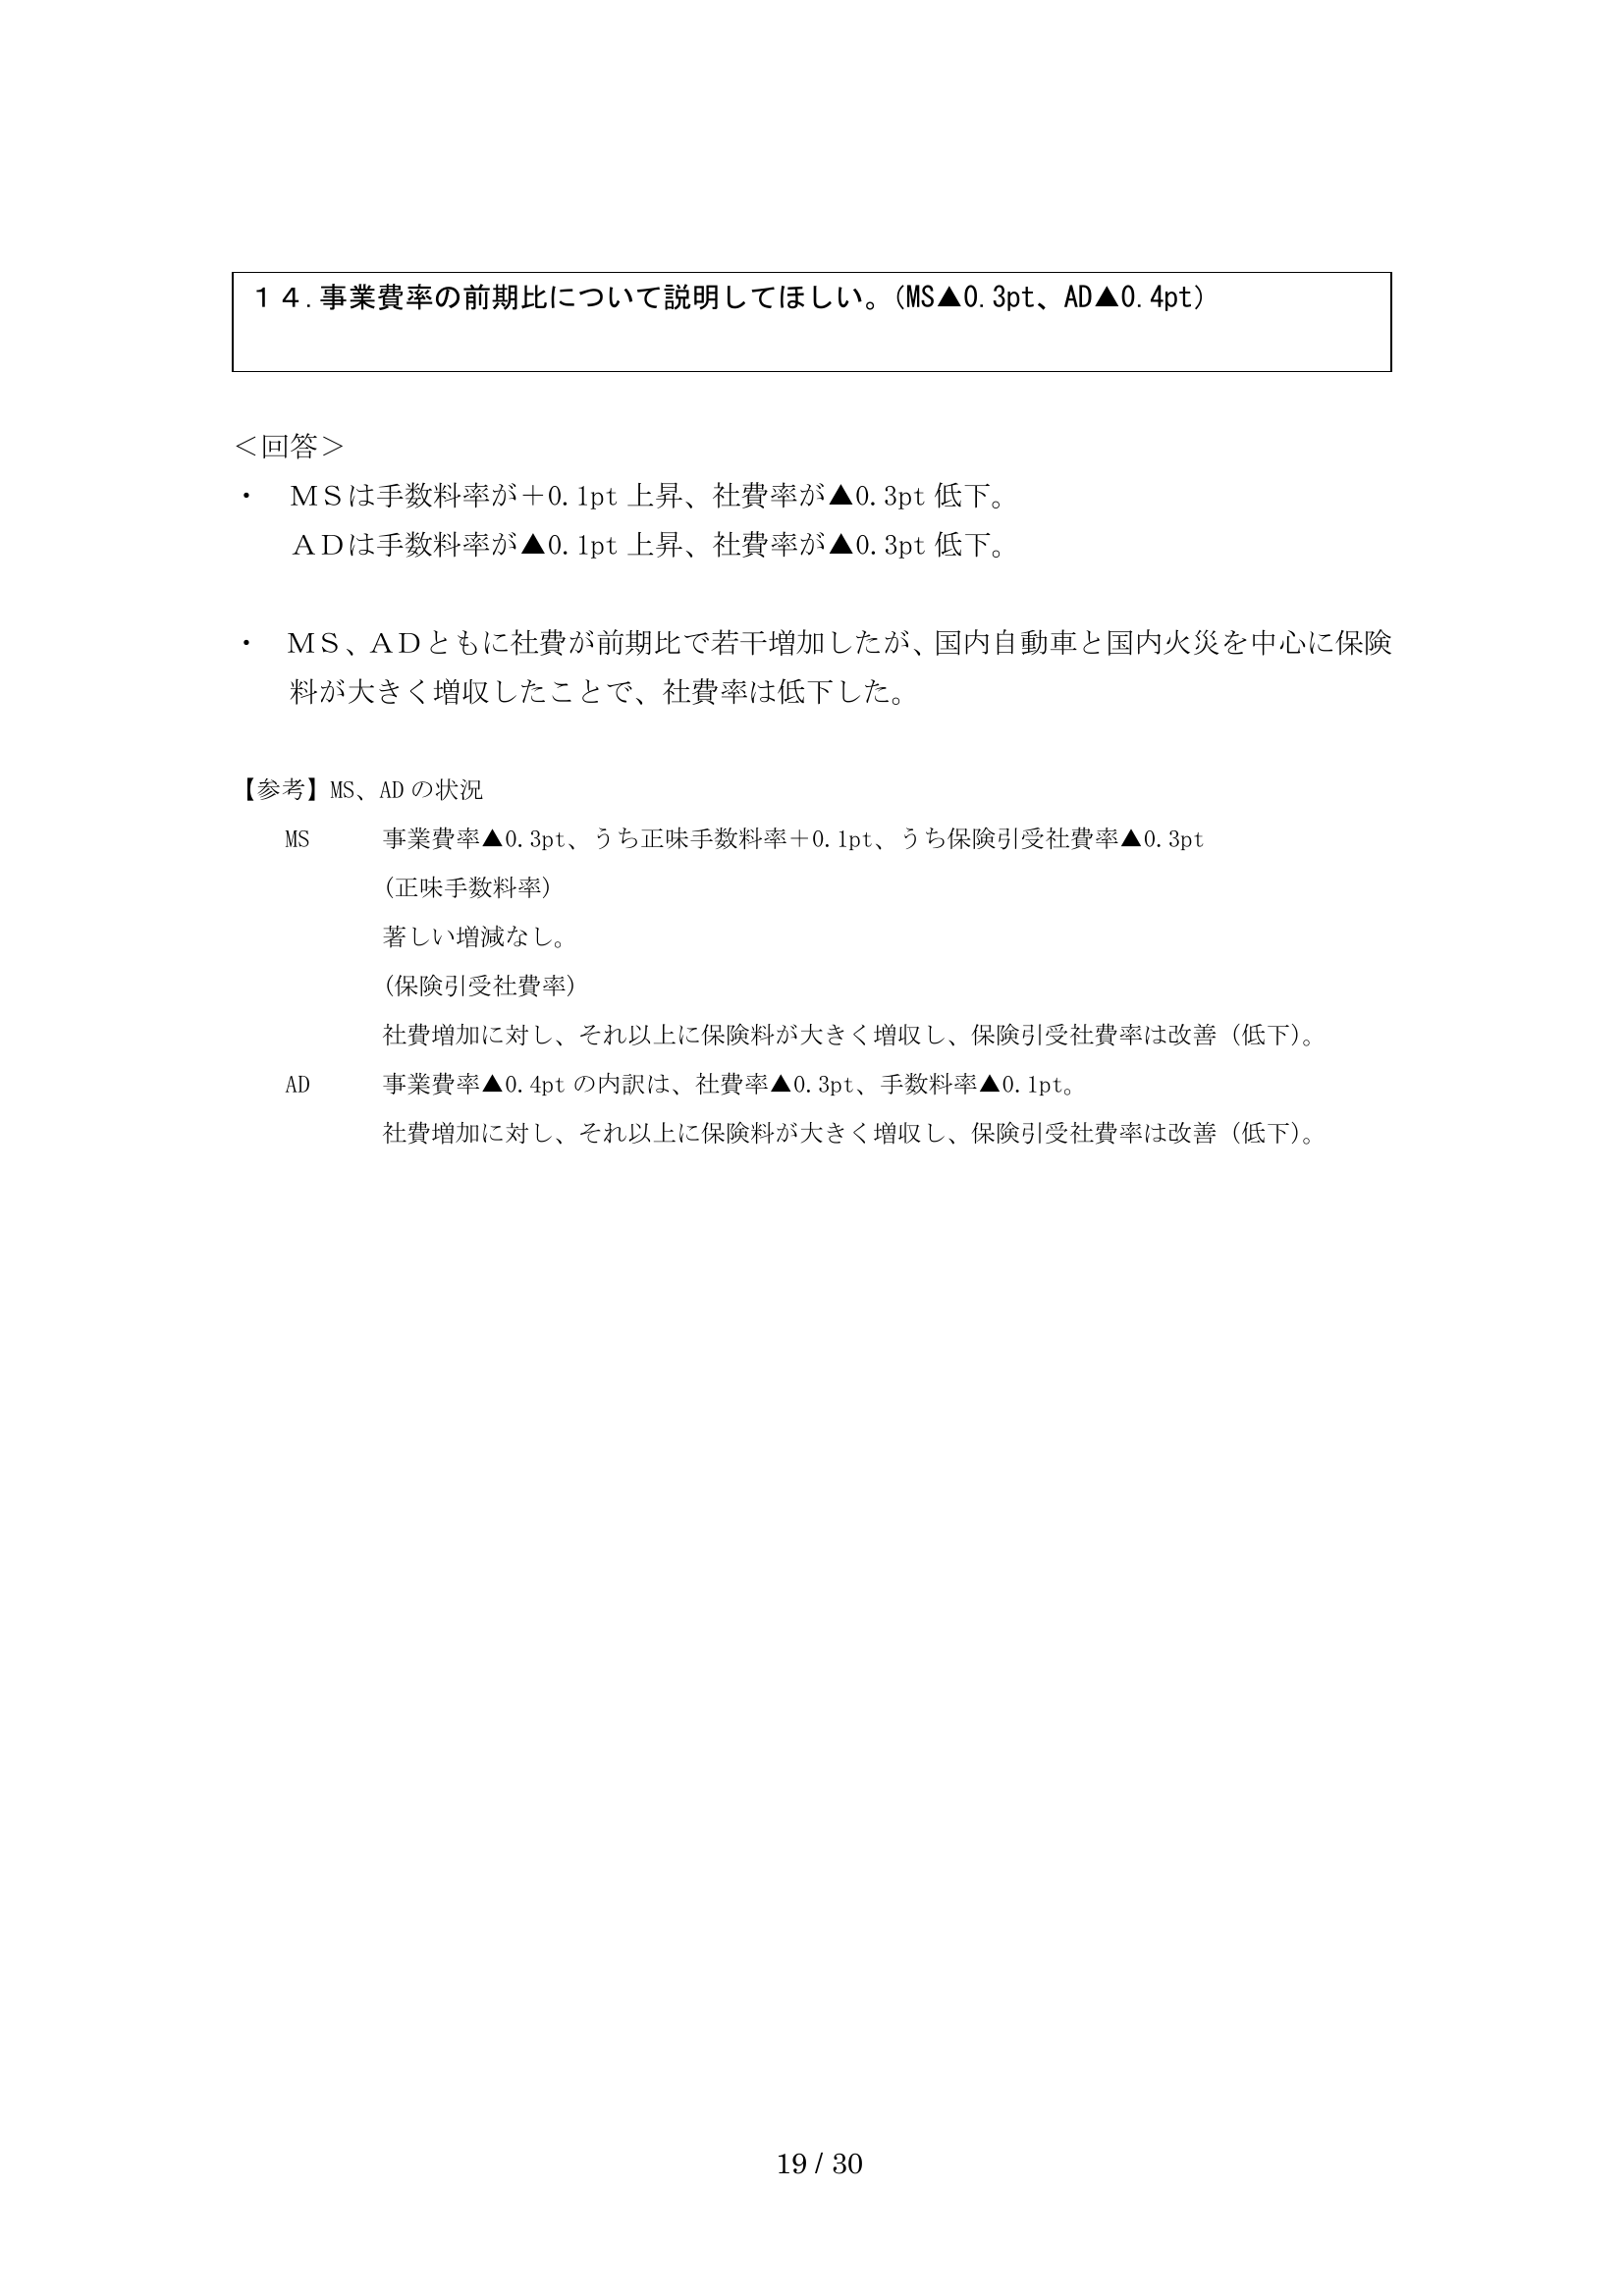 １４.事業費率の前期比について説明してほしい。(MS▲0.3pt、AD▲0.4pt)
＜回答＞
・　ＭＳは手数料率が＋0.1pt 上昇、社費率が▲0.3pt 低下。
ＡＤは手数料率が▲0.1pt 上昇、社費率が▲0.3pt 低下。
・　ＭＳ、ＡＤともに社費が前期比で若干増加したが、国内自動車と国内火災を中心に保険
料が大きく増収したことで、社費率は低下した。
【参考】MS、AD の状況
MS　事業費率▲0.3pt、うち正味手数料率＋0.1pt、うち保険引受社費率▲0.3pt
（正味手数料率）
著しい増減なし。
(保険引受社費率)
社費増加に対し、それ以上に保険料が大きく増収し、保険引受社費率は改善（低下）。
AD　事業費率▲0.4pt の内訳は、社費率▲0.3pt、手数料率▲0.1pt。
社費増加に対し、それ以上に保険料が大きく増収し、保険引受社費率は改善（低下）。
19 / 30